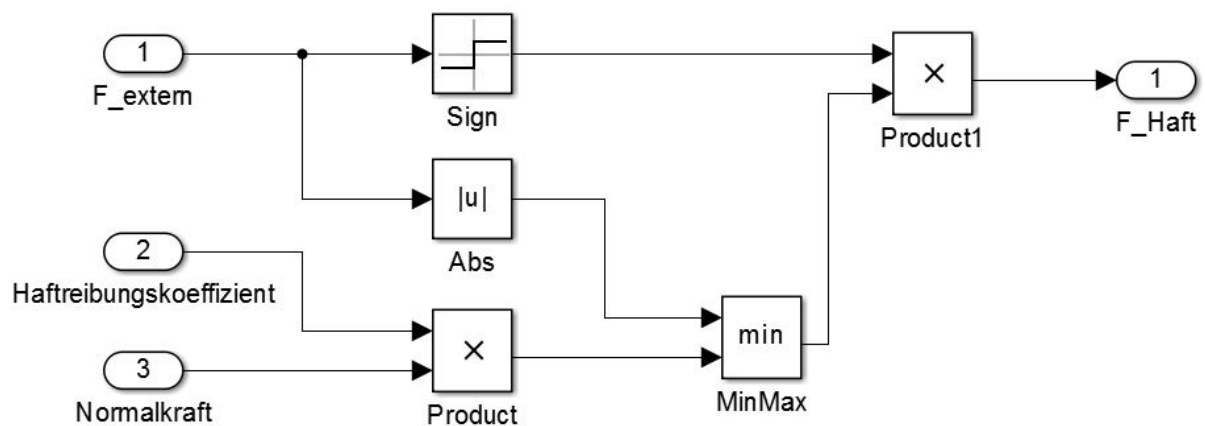 1
F_extern
Sign
×
Product1
1
F_Haft
|u|
Abs
2
Haftreibungskoeffizient
×
Product
min
MinMax
3
Normalkraft